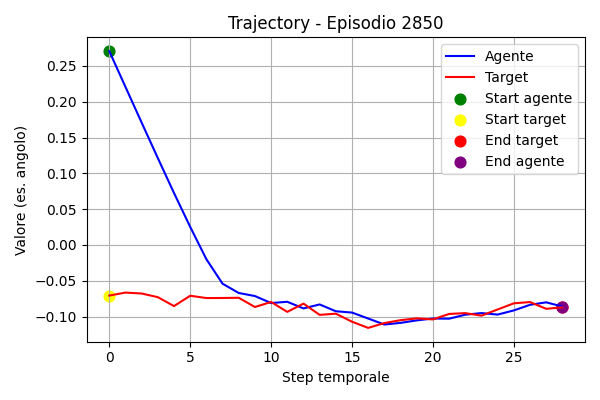 Trajectory - Episodio 2850
Valore (es. angolo)
0.25
0.20
0.15
0.10
0.05
0.00
−0.05
−0.10
Agente
Target
Start agente
Start target
End target
End agente
0 5 10 15 20 25
Step temporale